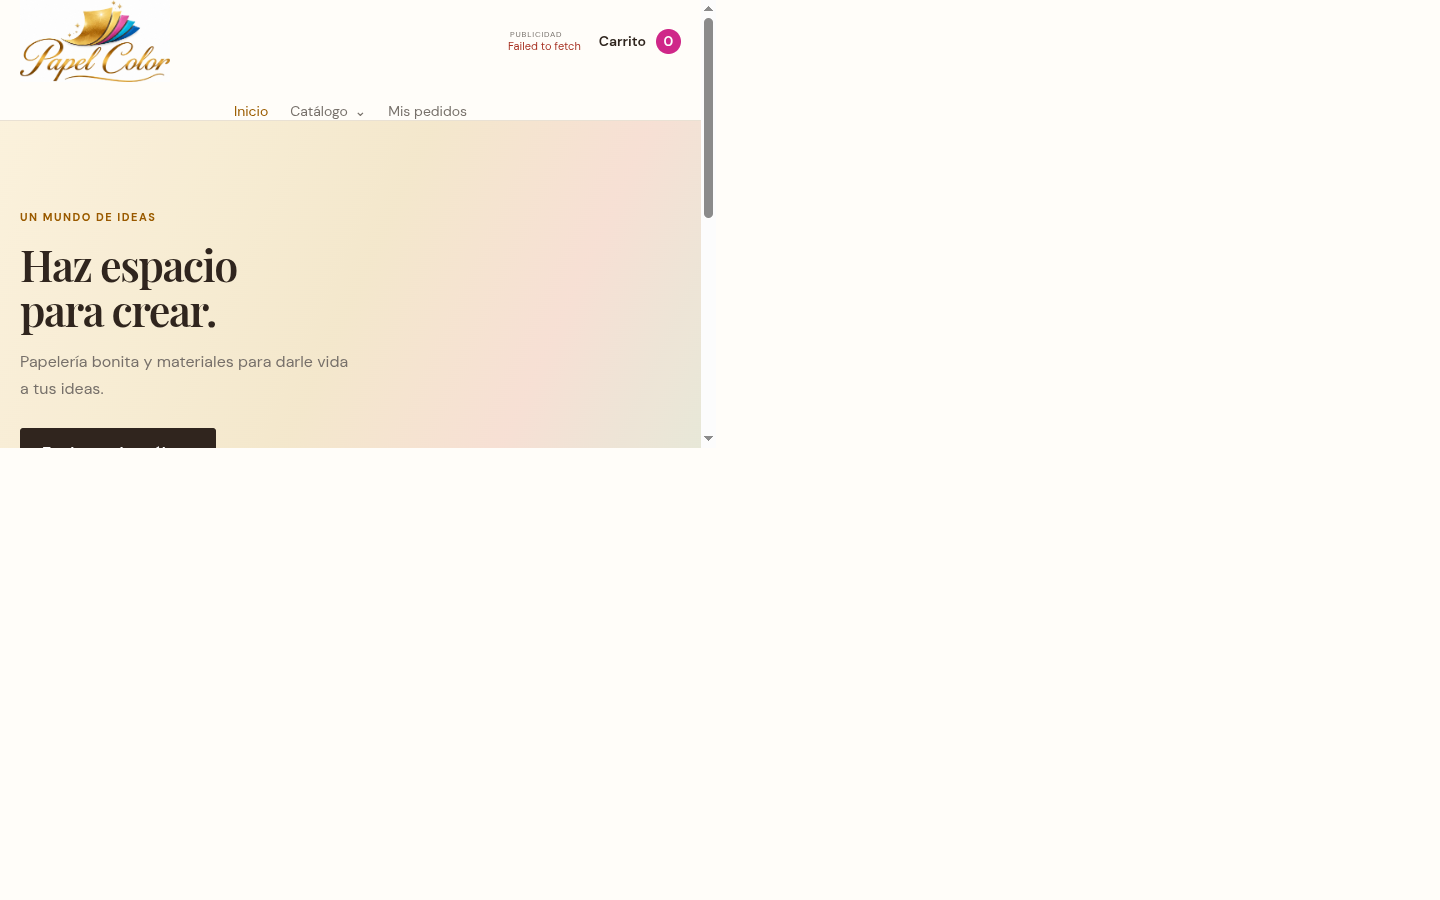 Papel Color
PUBLICIDAD
Failed to fetch
Carrito 0
Inicio Catálogo Mis pedidos
UN MUNDO DE IDEAS
Haz espacio
para crear.
Papelería bonita y materiales para darle vida
a tus ideas.